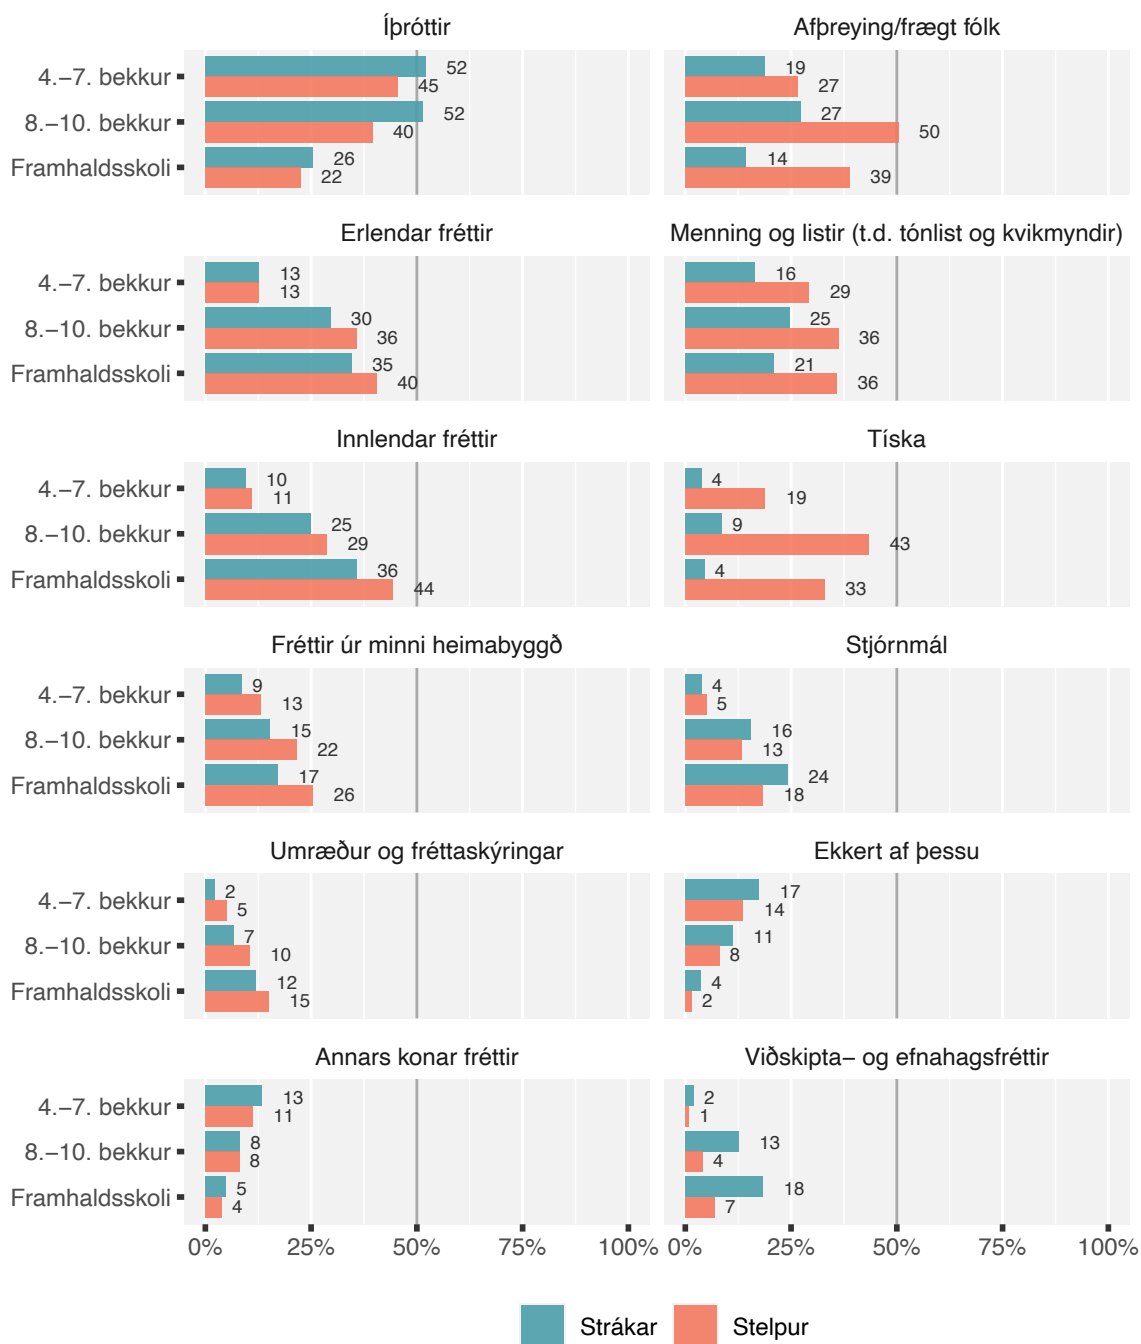 Íþróttir
4.–7. bekkur
52
45
8.–10. bekkur
52
40
Framhaldsskoli
26
22
Afþreying/frægt fólk
19
27
27
50
14
39
Erlendar fréttir
4.–7. bekkur
13
13
8.–10. bekkur
30
36
Framhaldsskoli
35
40
Menning og listir (t.d. tónlist og kvikmyndir)
16
29
25
36
21
36
Innlendar fréttir
4.–7. bekkur
10
11
8.–10. bekkur
25
29
Framhaldsskoli
36
44
Tíska
4
19
9
43
4
33
Fréttir úr minni heimabyggð
4.–7. bekkur
9
13
8.–10. bekkur
15
22
Framhaldsskoli
17
26
Stjórnmál
4
5
16
13
24
18
Umræður og fréttaskýringar
4.–7. bekkur
2
5
8.–10. bekkur
7
10
Framhaldsskoli
12
15
Ekkert af þessu
17
14
11
8
4
2
Annars konar fréttir
4.–7. bekkur
13
11
8.–10. bekkur
8
8
Framhaldsskoli
5
4
Viðskipta– og efnahagsfréttir
2
1
13
4
18
7
0% 25% 50% 75% 100%
0% 25% 50% 75% 100%
Strákar Stelpur